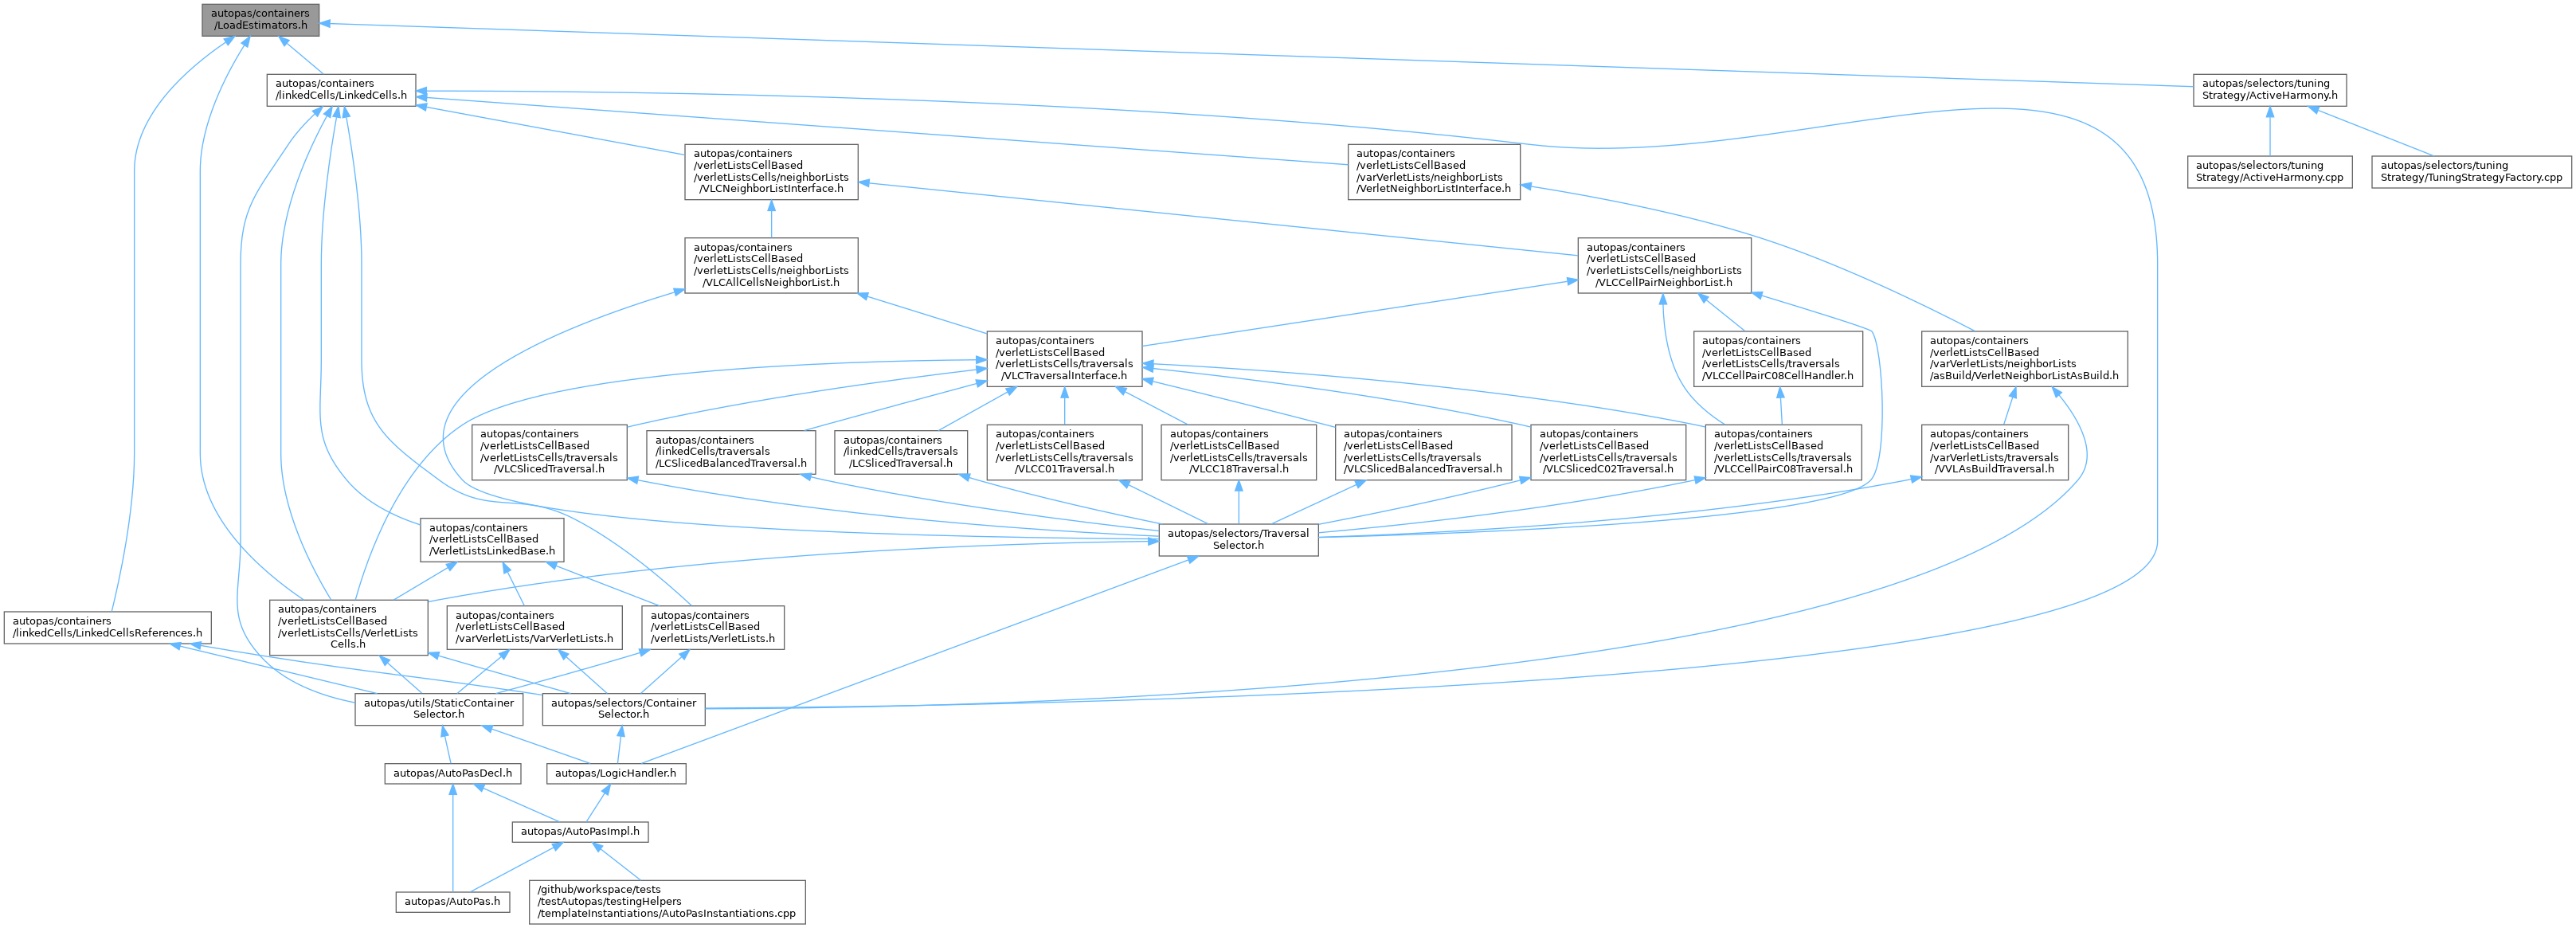 autopas/containers
/LoadEstimators.h
autopas/containers
/linkedCells/LinkedCells.h
autopas/selectors/tuning
Strategy/ActiveHarmony.h
autopas/containers
/verletListsCellBased
/verletListsCells/neighborLists
/VLCNeighborListInterface.h
autopas/containers
/verletListsCellBased
/varVerletLists/neighborLists
/VerletNeighborListInterface.h
autopas/selectors/tuning
Strategy/ActiveHarmony.cpp
autopas/selectors/tuning
Strategy/TuningStrategyFactory.cpp
autopas/containers
/verletListsCellBased
/verletListsCells/neighborLists
/VLCAllCellsNeighborList.h
autopas/containers
/verletListsCellBased
/verletListsCells/neighborLists
/VLCCellPairNeighborList.h
autopas/containers
/verletListsCellBased
/verletListsCells/traversals
/VLCTraversalInterface.h
autopas/containers
/verletListsCellBased
/verletListsCells/traversals
/VLCCellPairC08CellHandler.h
autopas/containers
/verletListsCellBased
/varVerletLists/neighborLists
/asBuild/VerletNeighborListAsBuild.h
autopas/containers
/verletListsCellBased
/verletListsCells/traversals
/VLCSlicedTraversal.h
autopas/containers
/linkedCells/traversals
/LCSlicedBalancedTraversal.h
autopas/containers
/linkedCells/traversals
/LCSlicedTraversal.h
autopas/containers
/verletListsCellBased
/verletListsCells/traversals
/VLCC01Traversal.h
autopas/containers
/verletListsCellBased
/verletListsCells/traversals
/VLCC18Traversal.h
autopas/containers
/verletListsCellBased
/verletListsCells/traversals
/VLCSlicedBalancedTraversal.h
autopas/containers
/verletListsCellBased
/verletListsCells/traversals
/VLCSlicedC02Traversal.h
autopas/containers
/verletListsCellBased
/verletListsCells/traversals
/VLCCellPairC08Traversal.h
autopas/containers
/verletListsCellBased
/varVerletLists/traversals
/VVLAsBuildTraversal.h
autopas/containers
/verletListsCellBased
/VerletListsLinkedBase.h
autopas/selectors/Traversal
Selector.h
autopas/containers
/linkedCells/LinkedCellsReferences.h
autopas/containers
/verletListsCellBased
/verletListsCells/VerletLists
Cells.h
autopas/containers
/verletListsCellBased
/varVerletLists/VarVerletLists.h
autopas/containers
/verletListsCellBased
/verletLists/VerletLists.h
autopas/utils/StaticContainer
Selector.h
autopas/selectors/Container
Selector.h
autopas/AutoPasDecl.h
autopas/LogicHandler.h
autopas/AutoPasImpl.h
autopas/AutoPas.h
/github/workspace/tests
/testAutopas/testingHelpers
/templateInstantiations/AutoPasInstantiations.cpp